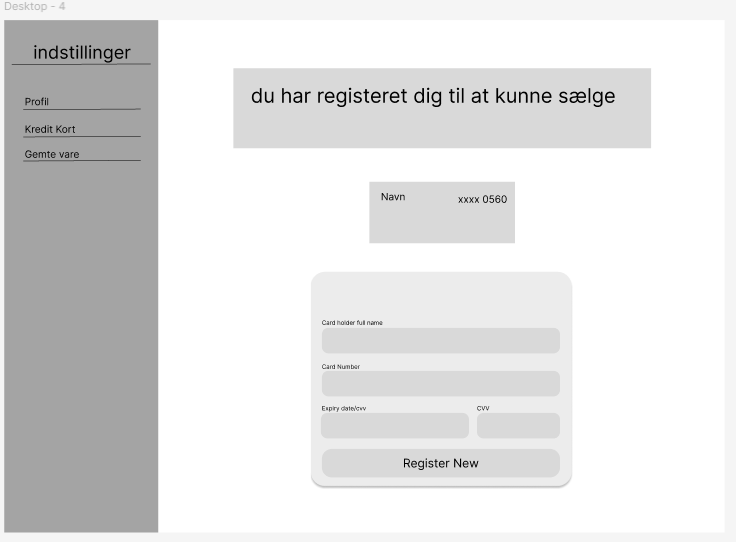 Desktop - 4
indstillinger
Profil
Kredit Kort
Gemte vare
du har registeret dig til at kunne sælge
Navn
xxxx 0560
Card holder full name
Card Number
Expiry date/cvv
CVV
Register New